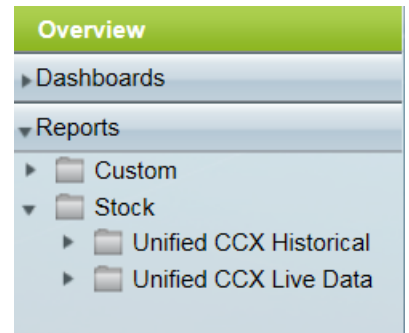 Overview
Dashboards
Reports
Custom
Stock
Unified CCX Historical
Unified CCX Live Data